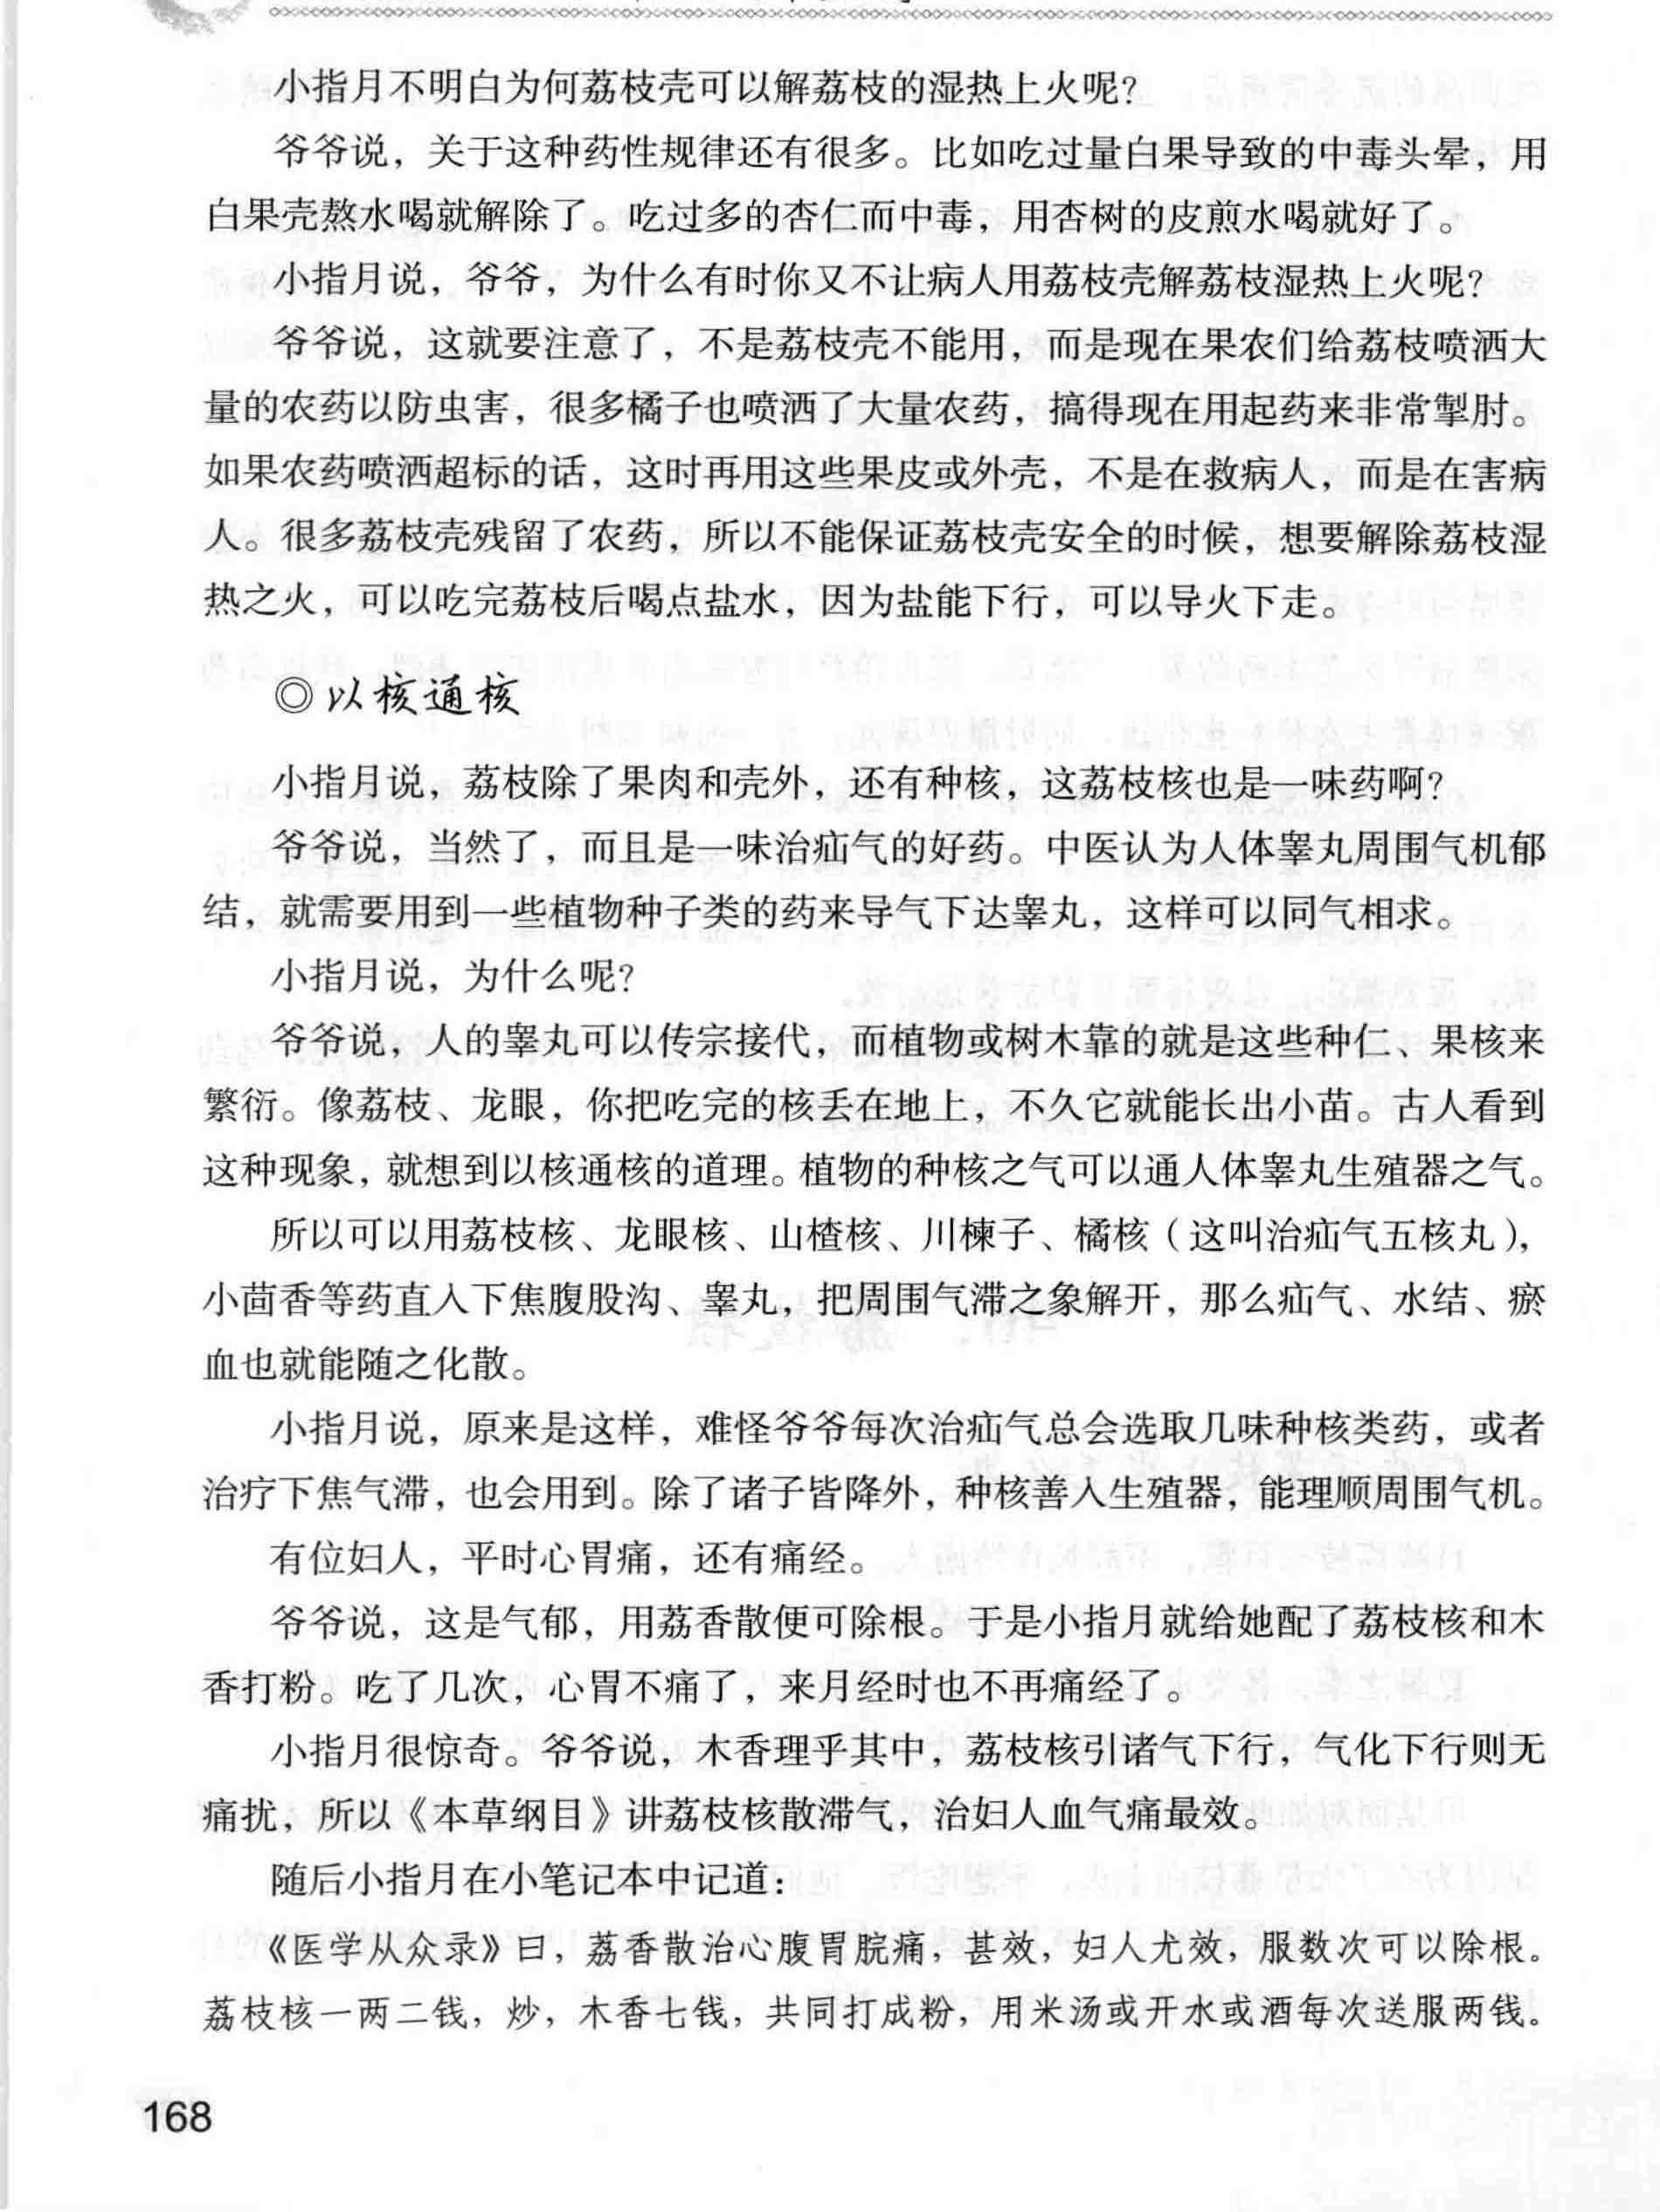 小指月不明白为何荔枝壳可以解荔枝的湿热上火呢？
爷爷说，关于这种药性规律还有很多。比如吃过量白果导致的中毒头晕，用
白果壳熬水喝就解除了。吃过多的杏仁而中毒，用杏树的皮煎水喝就好了。
小指月说，爷爷，为什么有时你又不让病人用荔枝壳解荔枝湿热上火呢？
爷爷说，这就要注意了，不是荔枝壳不能用，而是现在果农们给荔枝喷洒大
量的农药以防虫害，很多橘子也喷洒了大量农药，搞得现在用起药来非常掣肘。
如果农药喷洒超标的话，这时再用这些果皮或外壳，不是在救病人，而是在害病
人。很多荔枝壳残留了农药，所以不能保证荔枝壳安全的时候，想要解除荔枝湿
热之火，可以吃完荔枝后喝点盐水，因为盐能下行，可以导火下走。
◎以核通核
小指月说，荔枝除了果肉和壳外，还有种核，这荔枝核也是一味药啊？
爷爷说，当然了，而且是一味治疝气的好药。中医认为人体睾丸周围气机郁
结，就需要用到一些植物种子类的药来导气下达睾丸，这样可以同气相求。
小指月说，为什么呢？
爷爷说，人的睾丸可以传宗接代，而植物或树木靠的就是这些种仁、果核来
繁衍。像荔枝、龙眼，你把吃完的核丢在地上，不久它就能长出小苗。古人看到
这种现象，就想到以核通核的道理。植物的种核之气可以通人体睾丸生殖器之气。
所以可以用荔枝核、龙眼核、山楂核、川楝子、橘核（这叫治疝气五核丸），
小茴香等药直入下焦腹股沟、睾丸，把周围气滞之象解开，那么疝气、水结、瘀
血也就能随之化散。
小指月说，原来是这样，难怪爷爷每次治疝气总会选取几味种核类药，或者
治疗下焦气滞，也会用到。除了诸子皆降外，种核善入生殖器，能理顺周围气机。
有位妇人，平时心胃痛，还有痛经。
爷爷说，这是气郁，用荔香散便可除根。于是小指月就给她配了荔枝核和木
香打粉。吃了几次，心胃不痛了，来月经时也不再痛经了。
小指月很惊奇。爷爷说，木香理乎其中，荔枝核引诸气下行，气化下行则无
痛扰，所以《本草纲目》讲荔枝核散滞气，治妇人血气痛最效。
随后小指月在小笔记本中记道：
《医学从众录》曰，荔香散治心腹胃脘痛，甚效，妇人尤效，服数次可以除根。
荔枝核一两二钱，炒，木香七钱，共同打成粉，用米汤或开水或酒每次送服两钱。
168